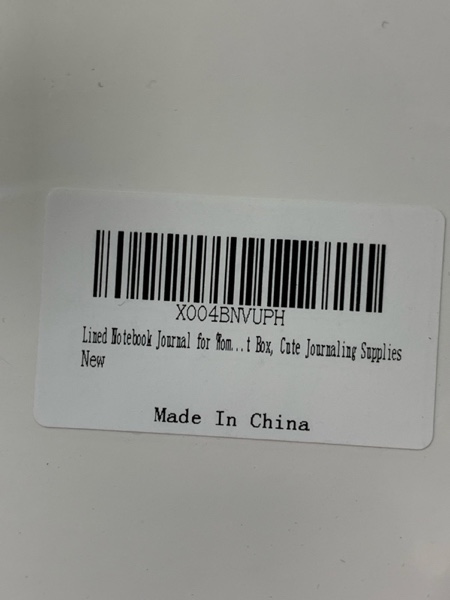 X004BNVUPH
Lined Notebook Journal for Wom...t Box, Cute Journaling Supplies
New
Made In China